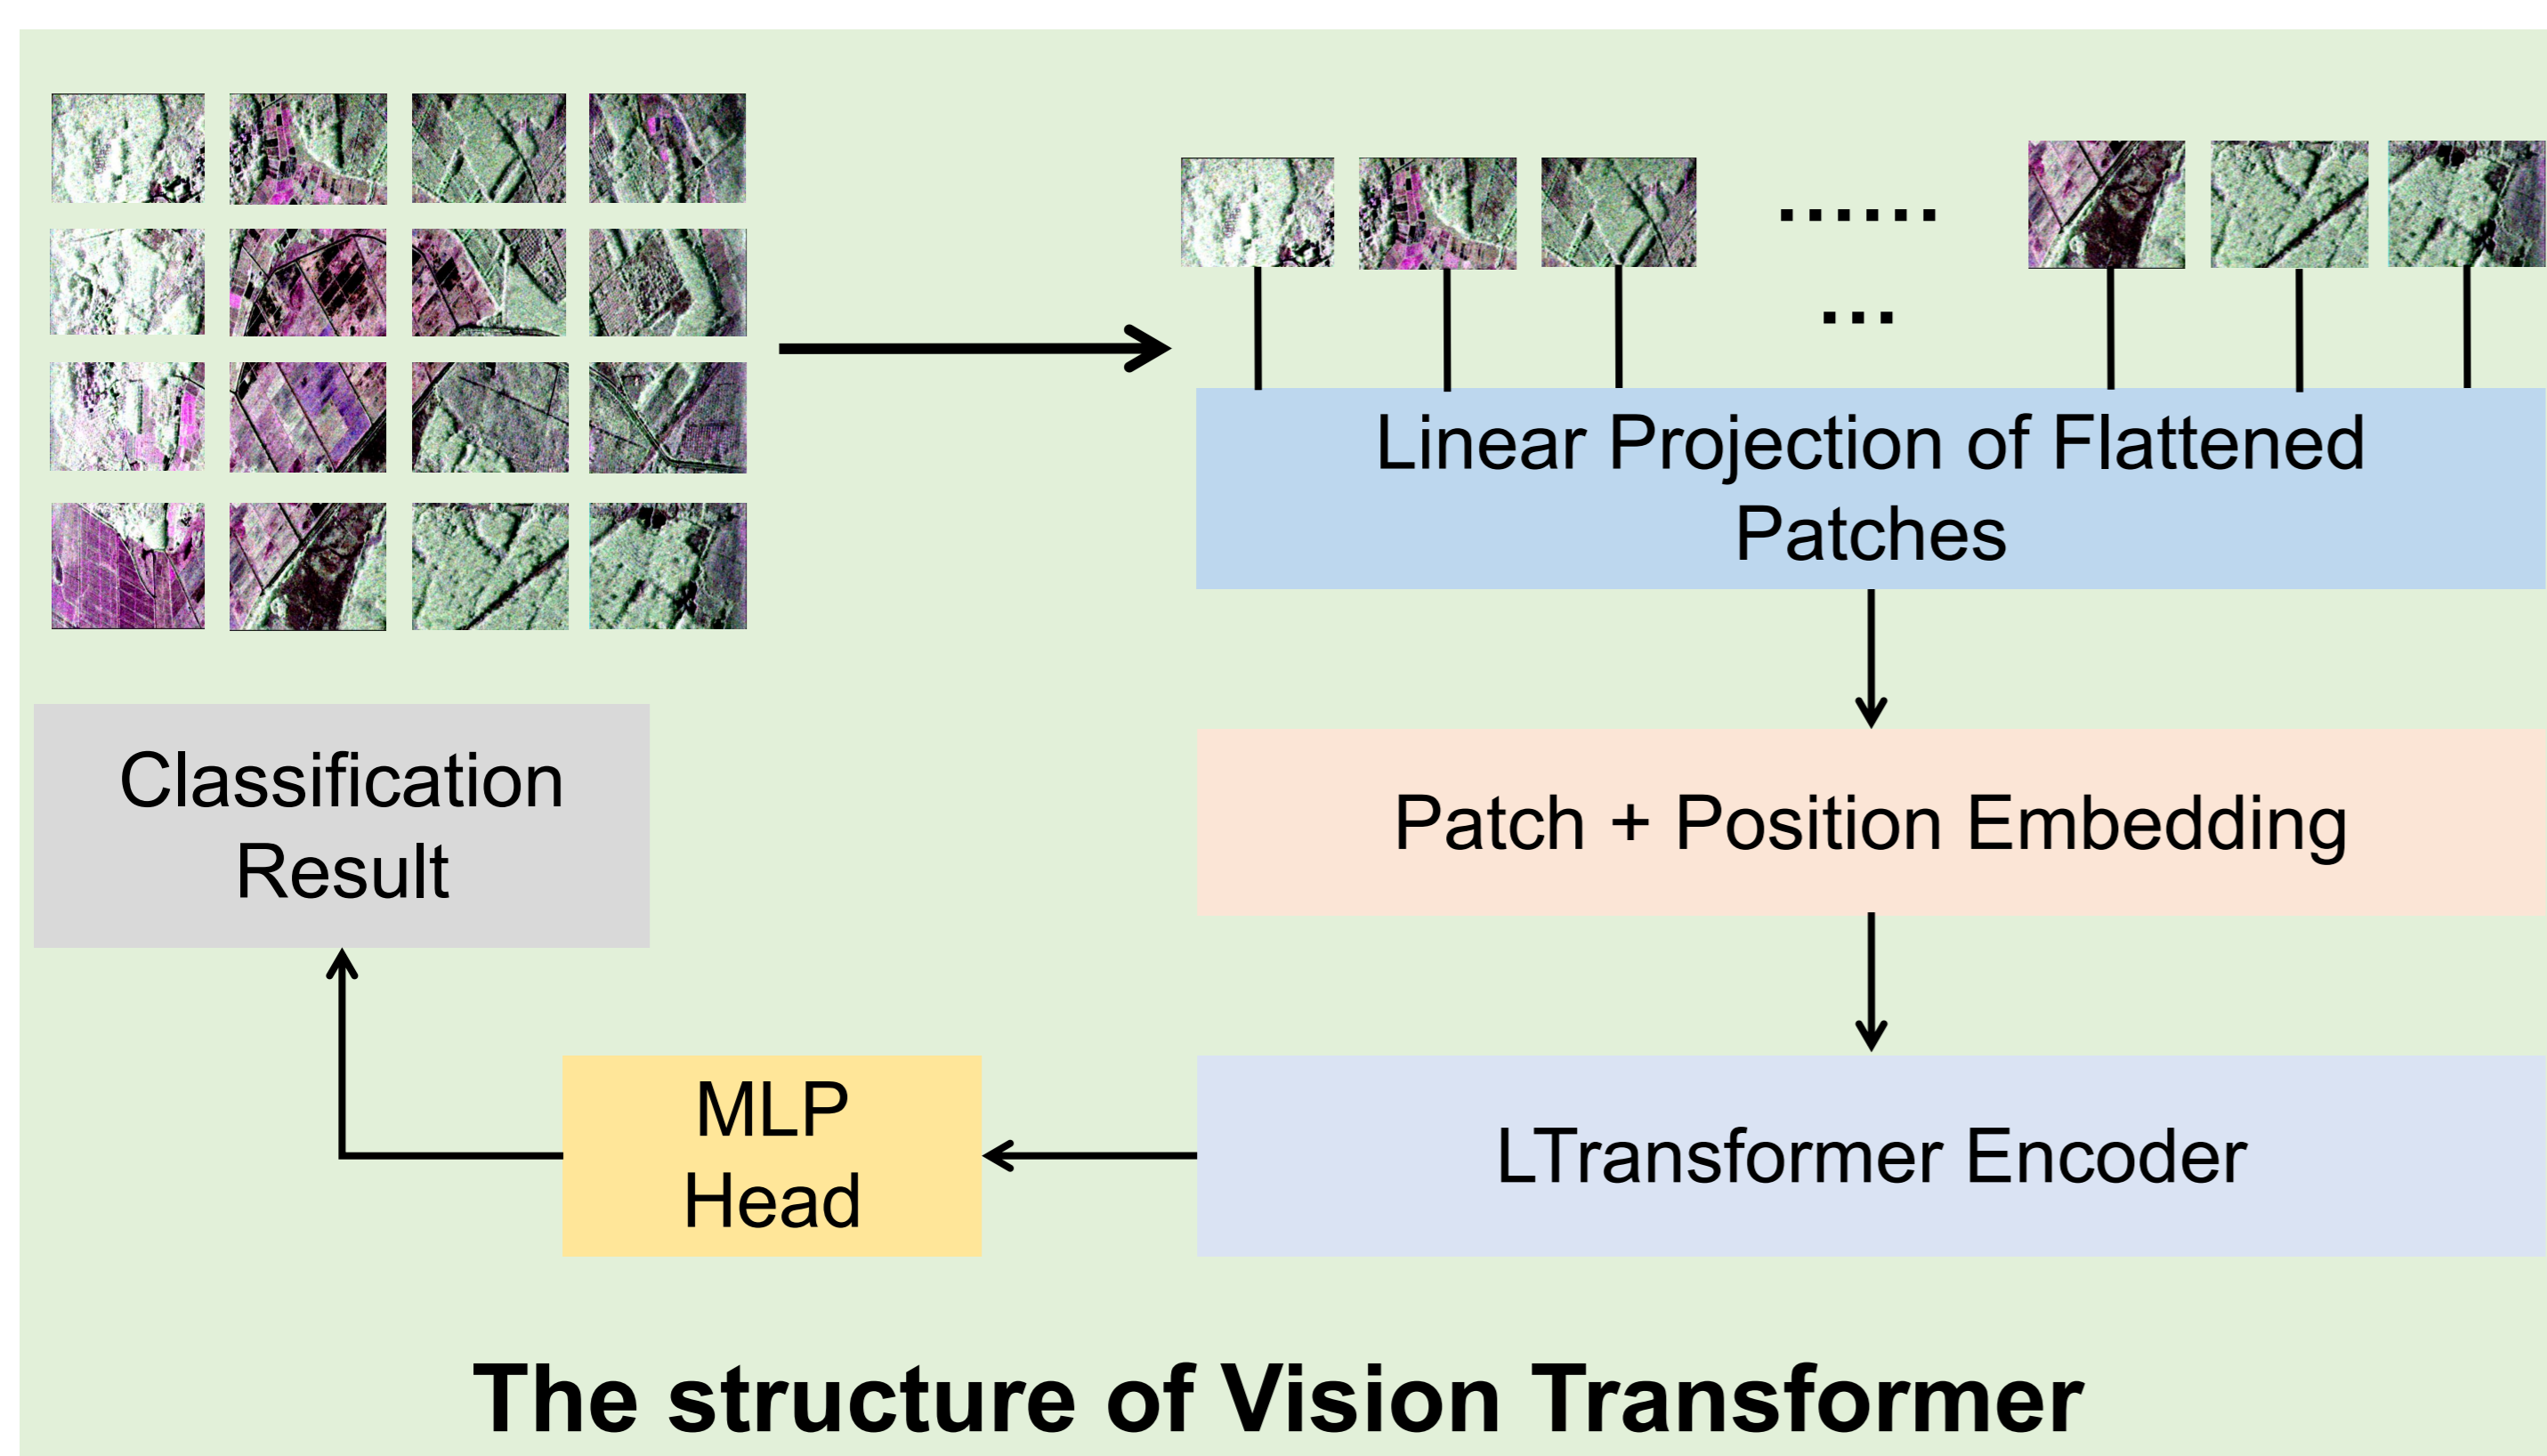 ......
...
Linear Projection of Flattened
Patches
Classification
Result
Patch + Position Embedding
MLP
Head
LTransformer Encoder
The structure of Vision Transformer